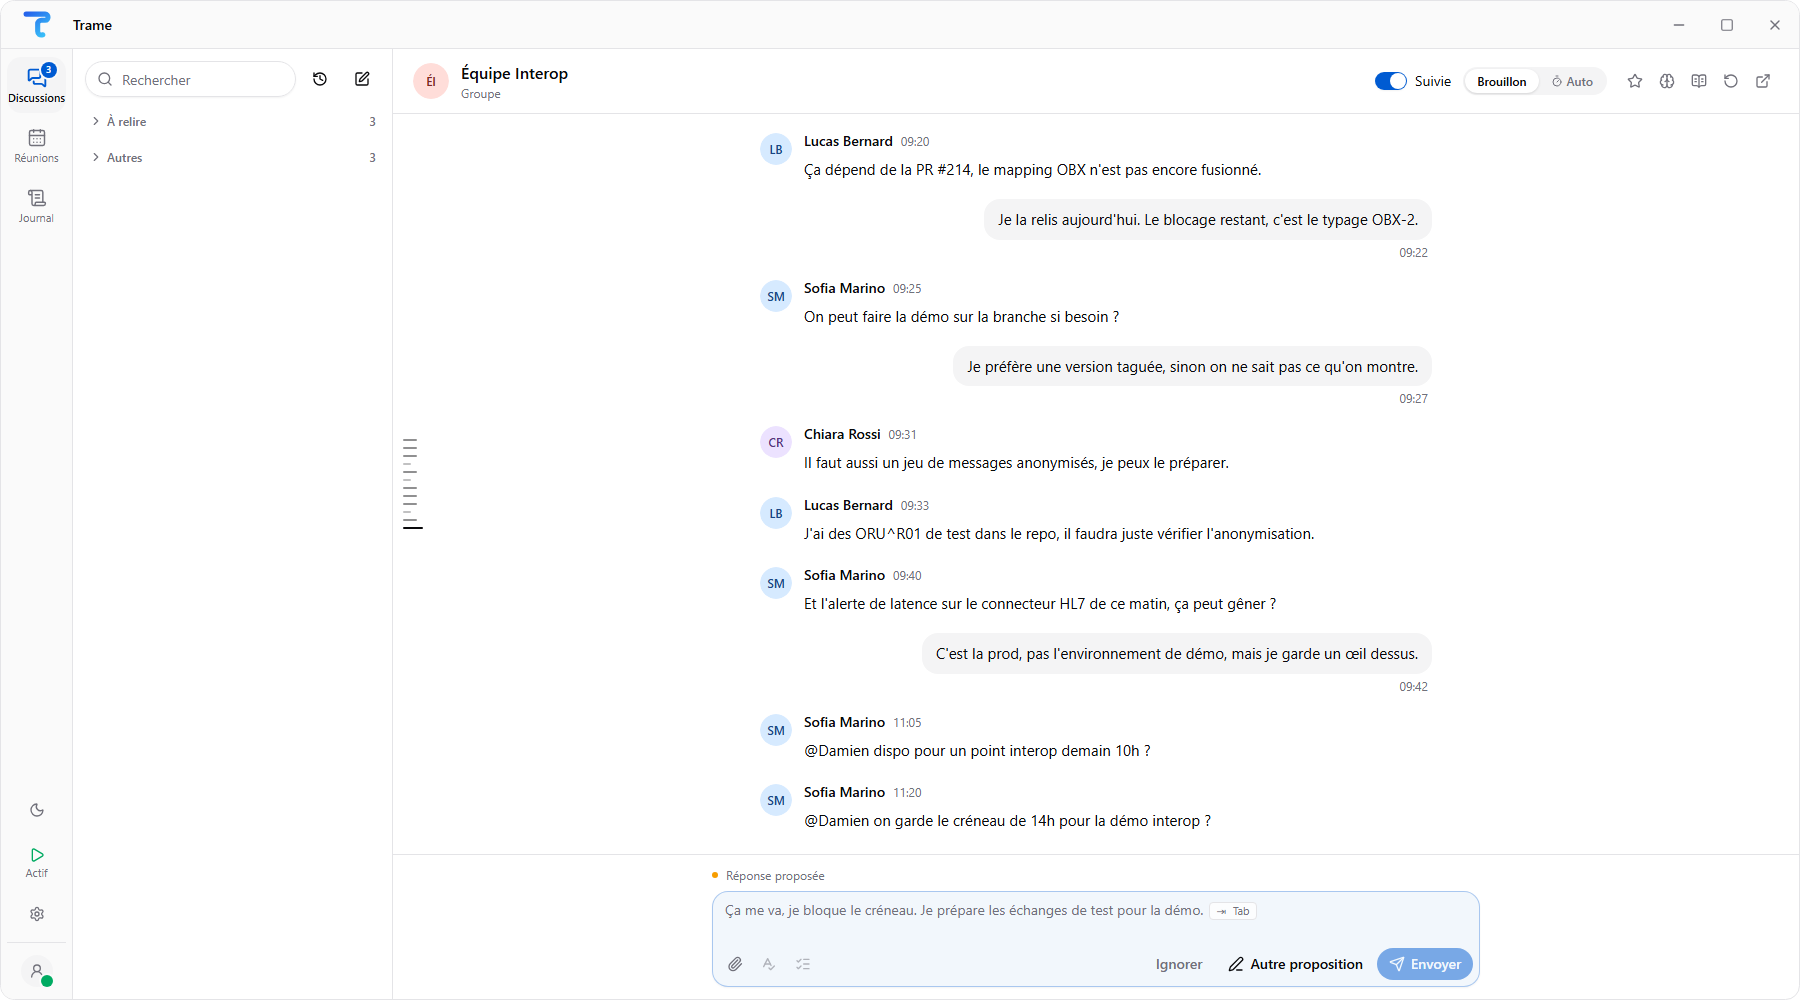 Trame
3
Discussions
Réunions
Journal
Actif
Rechercher
À relire 3
Autres 3
ÉI
Équipe Interop
Groupe
Suivie
Brouillon
Auto
LB
Lucas Bernard 09:20
Ça dépend de la PR #214, le mapping OBX n'est pas encore fusionné.
Je la relis aujourd'hui. Le blocage restant, c'est le typage OBX-2.
09:22
SM
Sofia Marino 09:25
On peut faire la démo sur la branche si besoin ?
Je préfère une version taguée, sinon on ne sait pas ce qu'on montre.
09:27
CR
Chiara Rossi 09:31
Il faut aussi un jeu de messages anonymisés, je peux le préparer.
LB
Lucas Bernard 09:33
J'ai des ORU^R01 de test dans le repo, il faudra juste vérifier l'anonymisation.
SM
Sofia Marino 09:40
Et l'alerte de latence sur le connecteur HL7 de ce matin, ça peut gêner ?
C'est la prod, pas l'environnement de démo, mais je garde un œil dessus.
09:42
SM
Sofia Marino 11:05
@Damien dispo pour un point interop demain 10h ?
SM
Sofia Marino 11:20
@Damien on garde le créneau de 14h pour la démo interop ?
Réponse proposée
Ça me va, je bloque le créneau. Je prépare les échanges de test pour la démo. Tab
Ignorer
Autre proposition
Envoyer